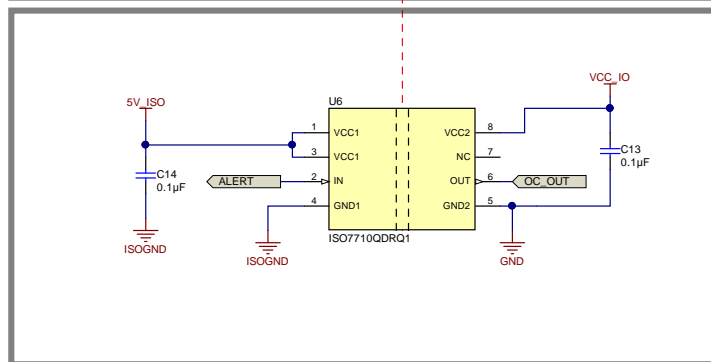 U6
5V_ISO
VCC_IO
1 VCC1
VCC2 8
3 VCC1
NC 7
C14
0.1µF
C13
0.1µF
ALERT
2 IN
OUT 6
OC_OUT
4 GND1
GND2 5
ISO7710QDRQ1
ISOGND
ISOGND
GND